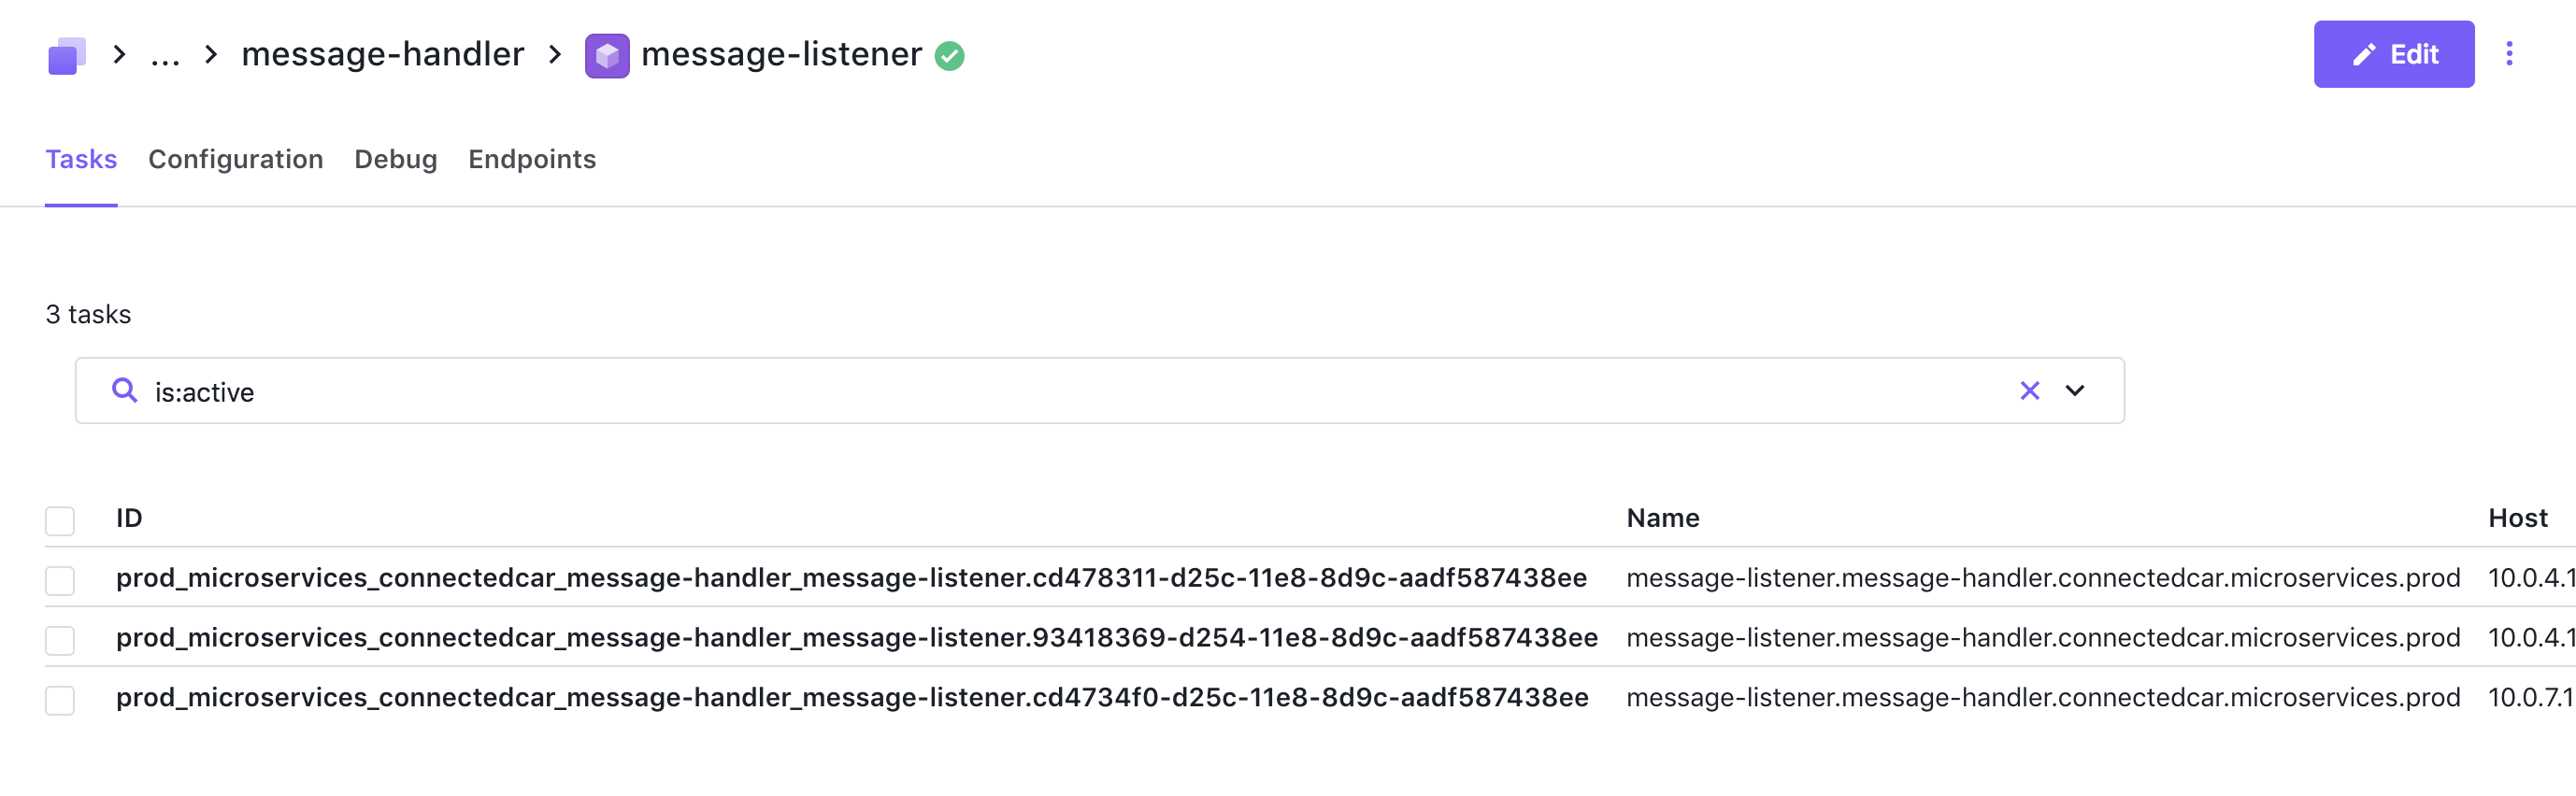 ... message-handler message-listener Edit
Tasks Configuration Debug Endpoints
3 tasks
is:active
ID Name Host
prod_microservices_connectedcar_message-handler_message-listener.cd478311-d25c-11e8-8d9c-aadf587438ee message-listener.message-handler.connectedcar.microservices.prod 10.0.4.1
prod_microservices_connectedcar_message-handler_message-listener.93418369-d254-11e8-8d9c-aadf587438ee message-listener.message-handler.connectedcar.microservices.prod 10.0.4.1
prod_microservices_connectedcar_message-handler_message-listener.cd4734f0-d25c-11e8-8d9c-aadf587438ee message-listener.message-handler.connectedcar.microservices.prod 10.0.7.1